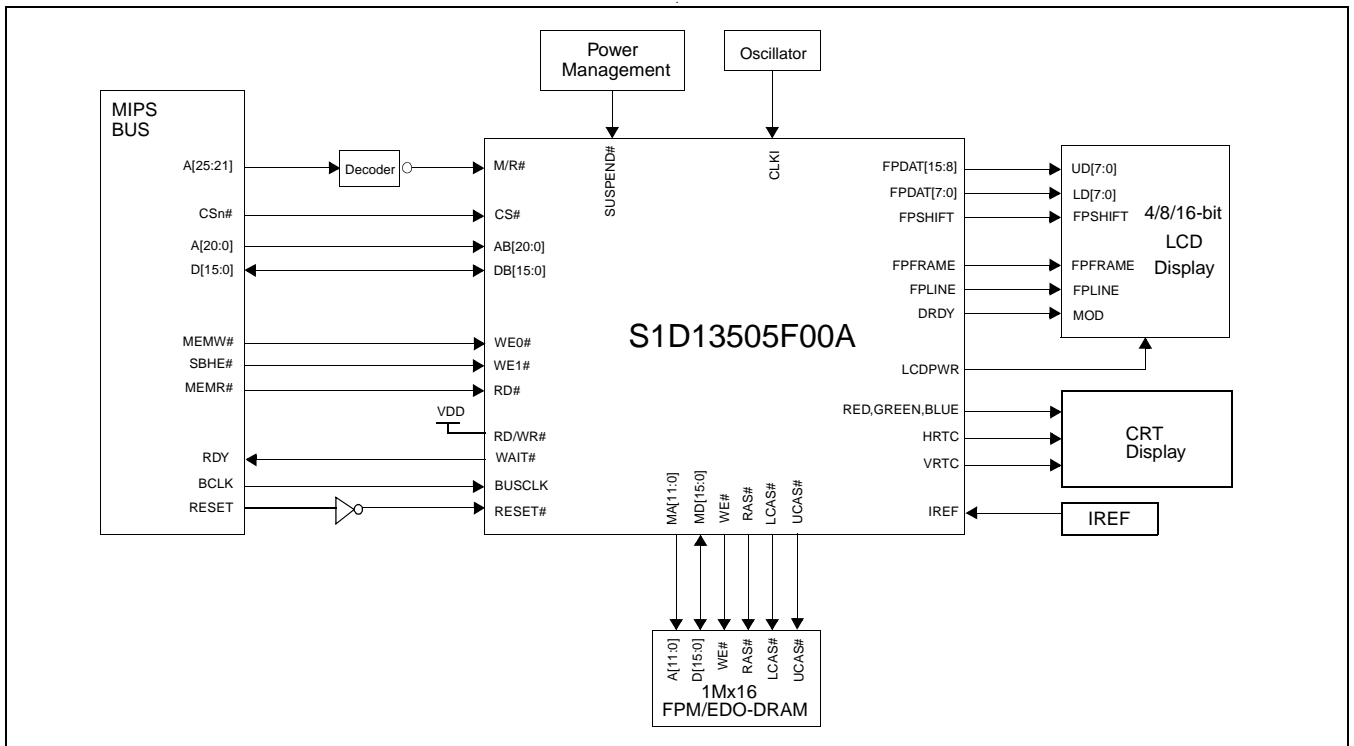 Power
Management
Oscillator
MIPS
BUS
A[25:21]
Decoder
M/R#
SUSPEND#
CLKI
FPDAT[15:8]
UD[7:0]
FPDAT[7:0]
LD[7:0]
CSn#
CS#
FPSHIFT
FPSHIFT
4/8/16-bit
LCD
Display
A[20:0]
AB[20:0]
D[15:0]
DB[15:0]
FPFRAME
FPFRAME
FPLINE
FPLINE
DRDY
MOD
S1D13505F00A
MEMW#
WE0#
SBHE#
WE1#
MEMR#
RD#
LCDPWR
VDD
RD/WR#
RED,GREEN,BLUE
HRTC
VRTC
CRT
Display
RDY
WAIT#
BCLK
BUSCLK
RESET
RESET#
MA[11:0]
MD[15:0]
WE#
RAS#
LCAS#
UCAS#
IREF
IREF
A[11:0]
D[15:0]
WE#
RAS#
LCAS#
UCAS#
1Mx16
FPM/EDO-DRAM